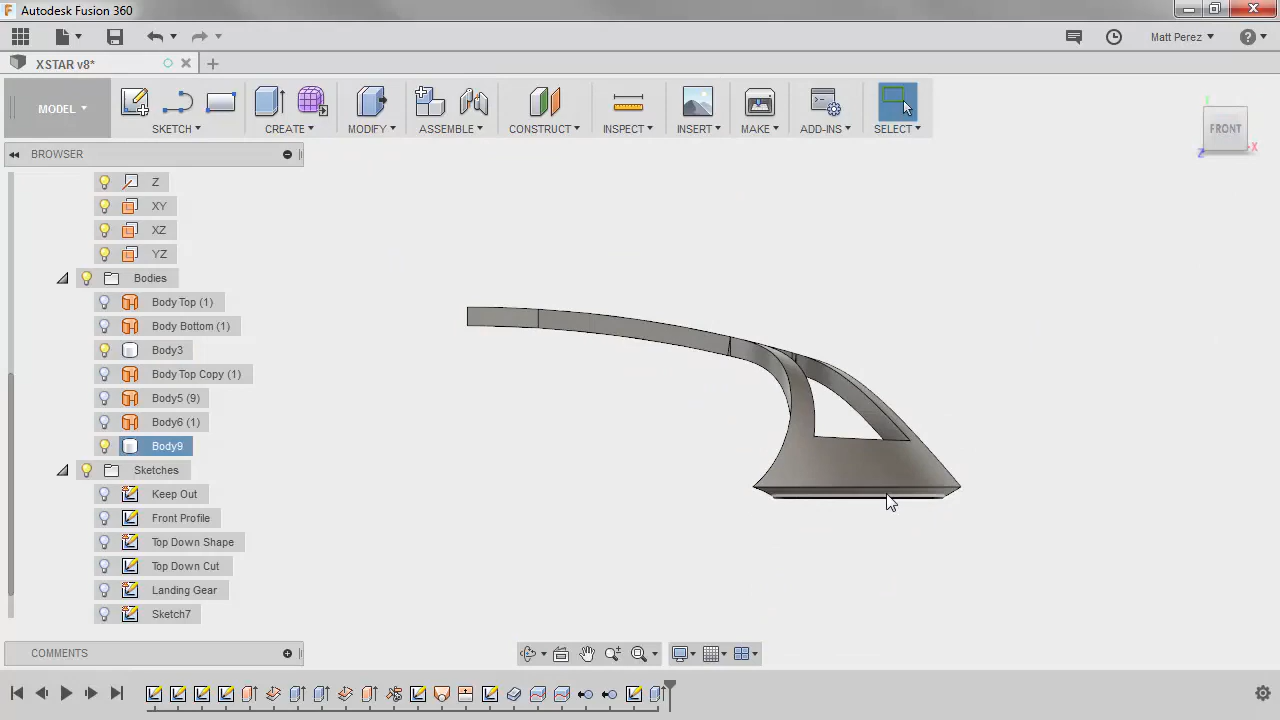 Autodesk Fusion 360
Matt Perez
XSTAR v8*
MODEL
SKETCH
CREATE
MODIFY
ASSEMBLE
CONSTRUCT
INSPECT
INSERT
MAKE
ADD-INS
SELECT
BROWSER
FRONT
X
Z
Y
Z
XY
XZ
YZ
Bodies
Body Top (1)
Body Bottom (1)
Body3
Body Top Copy (1)
Body5 (9)
Body6 (1)
Body9
Sketches
Keep Out
Front Profile
Top Down Shape
Top Down Cut
Landing Gear
Sketch7
COMMENTS